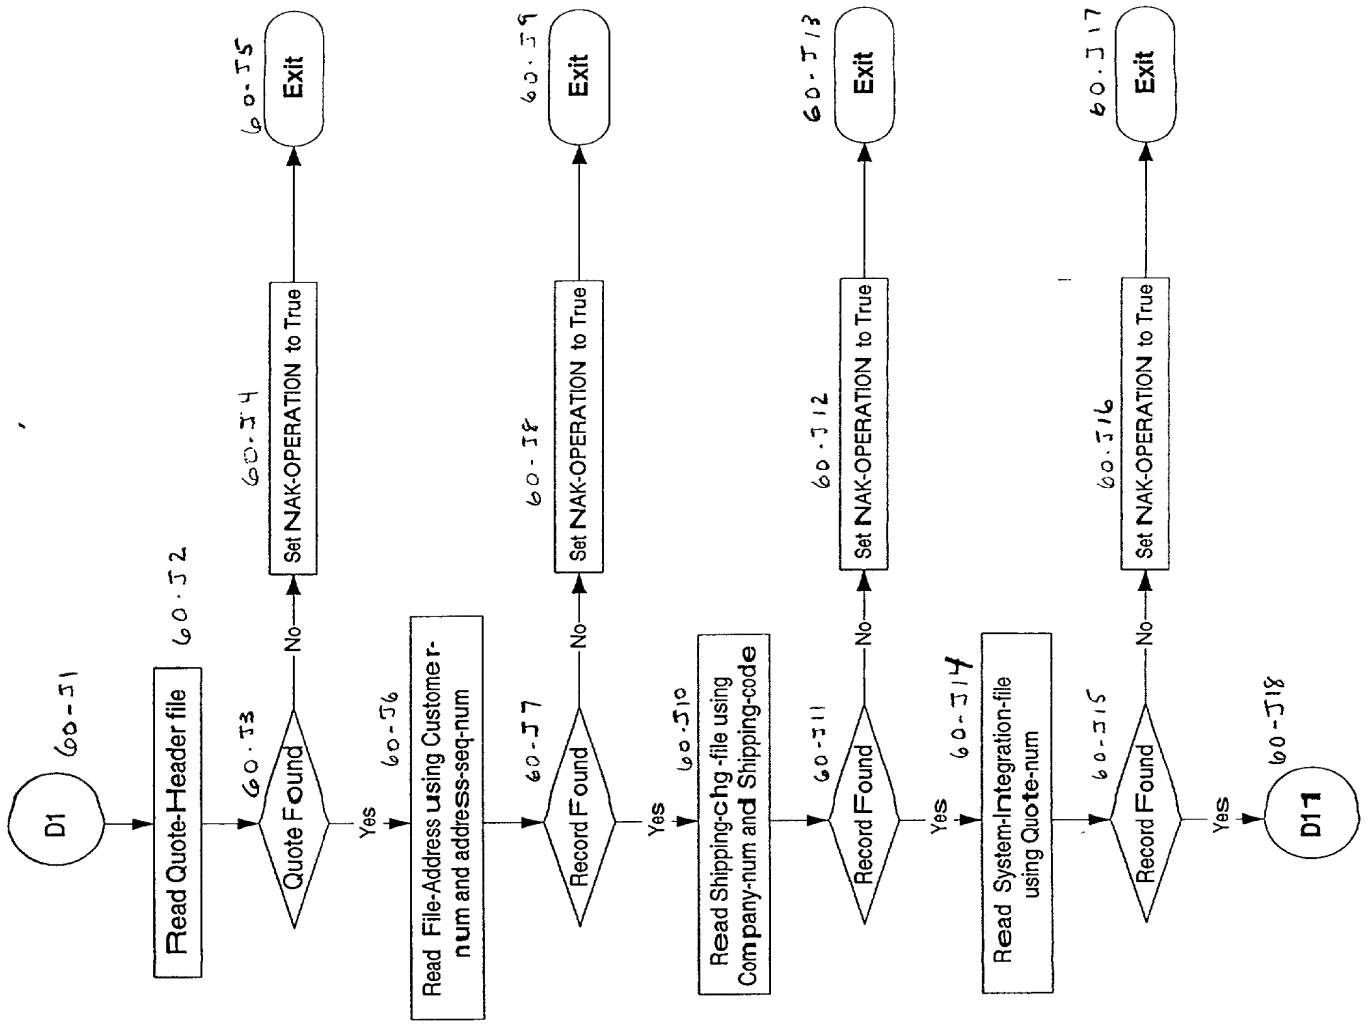 D1
60-J1
Read Quote-Header file
60-J2
Quote Found
60-J3
No
Set NAK-OPERATION to True
60-J4
Exit
60-J5
Yes
Read File-Address using Customer-
num and address-seq-num
60-J6
Record Found
60-J7
No
Set NAK-OPERATION to True
60-J8
Exit
60-J9
Yes
Read Shipping-chg-file using
Company-num and Shipping-code
60-J10
Record Found
60-J11
No
Set NAK-OPERATION to True
60-J12
Exit
60-J13
Yes
Read System-Integration-file
using Quote-num
60-J14
Record Found
60-J15
No
Set NAK-OPERATION to True
60-J16
Exit
60-J17
Yes
D11
60-J18